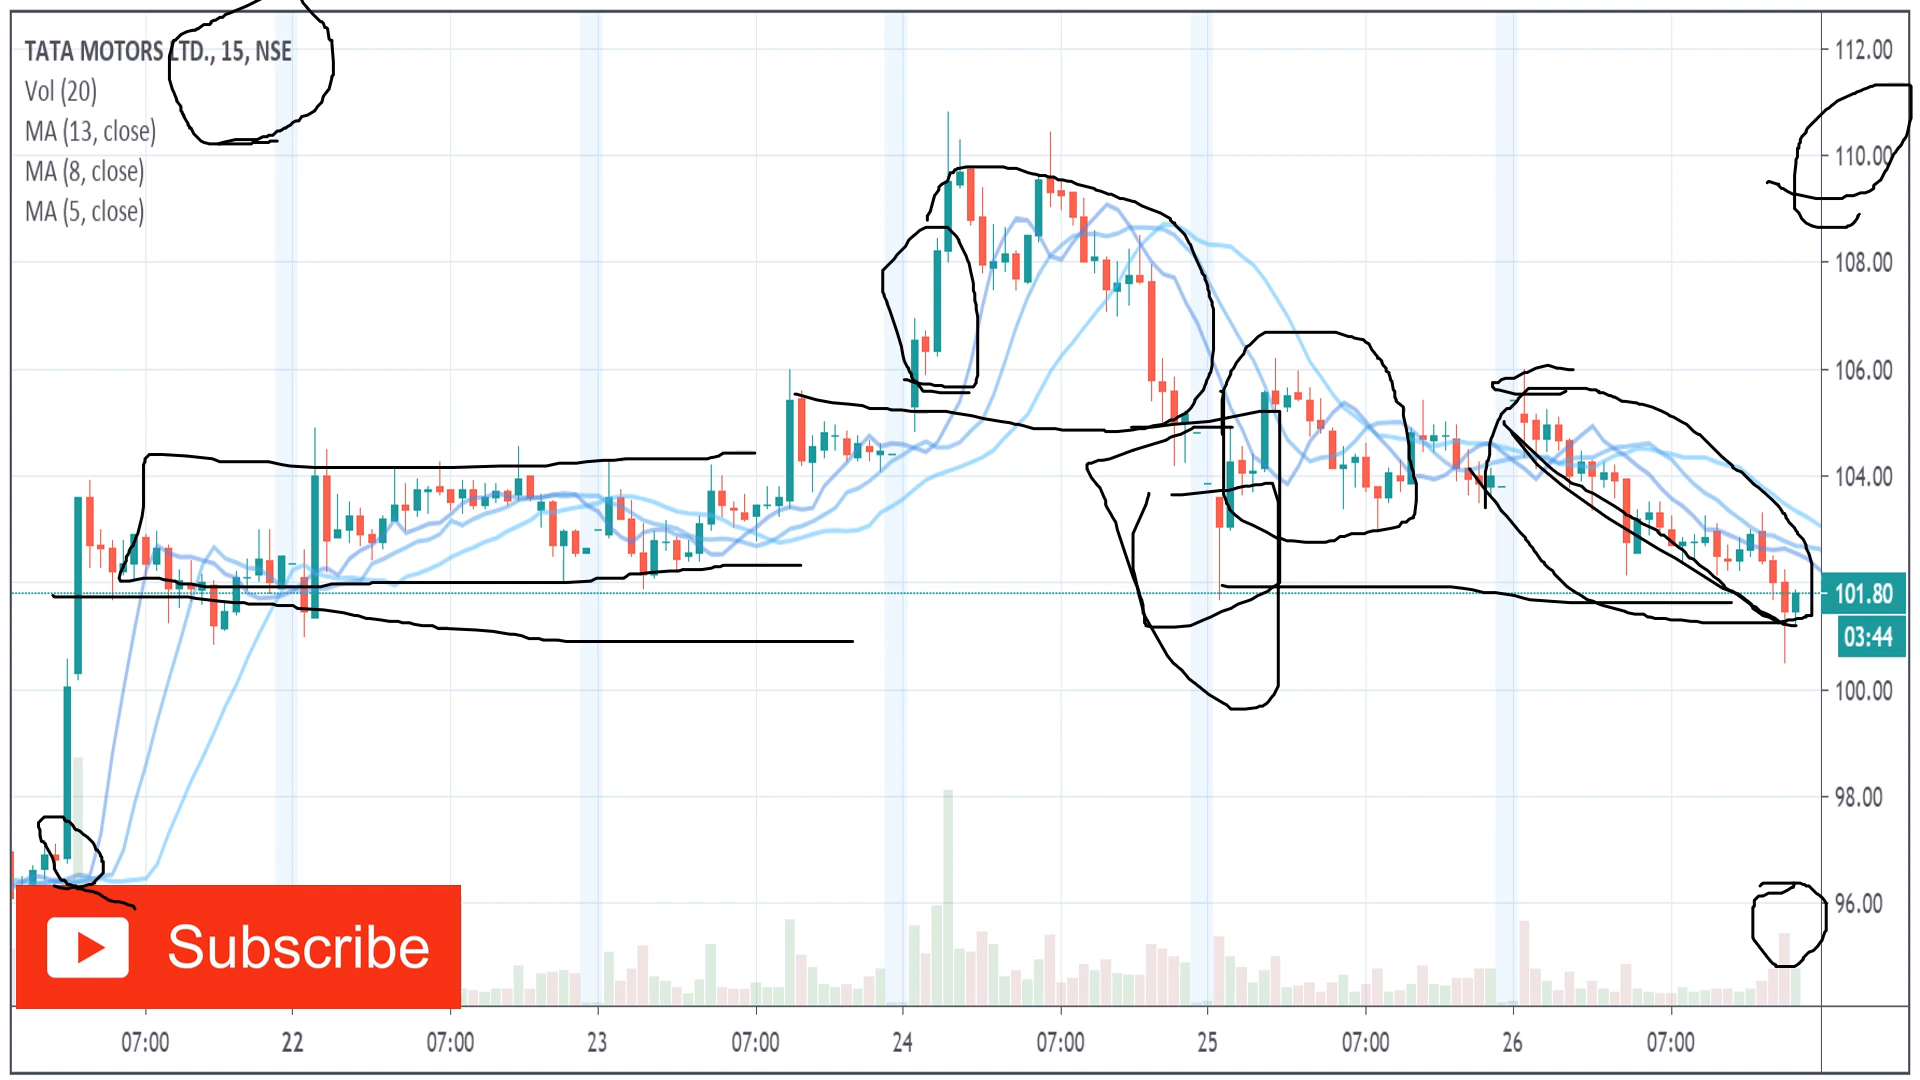 TATA MOTORS LTD., 15, NSE
Vol (20)
MA (13, close)
MA (8, close)
MA (5, close)
112.00
110.00
108.00
106.00
104.00
101.80
03:44
100.00
98.00
96.00
Subscribe
07:00 22 07:00 23 07:00 24 07:00 25 07:00 26 07:00